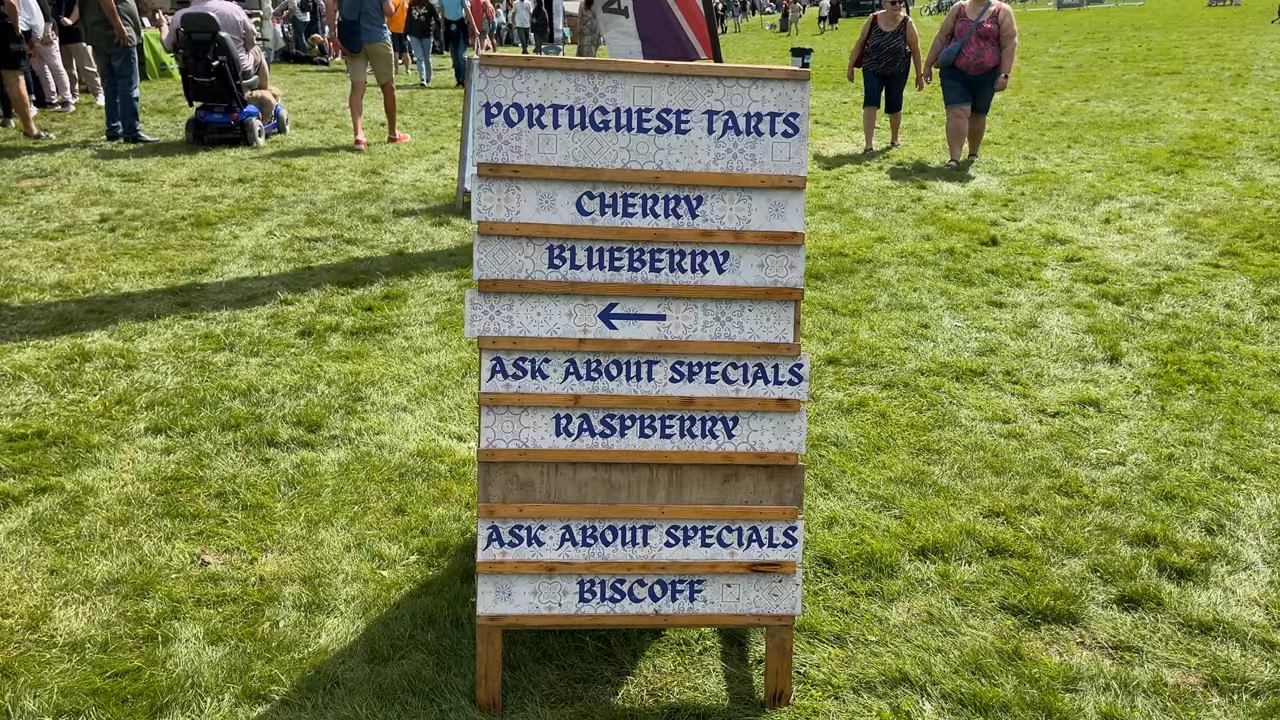 PORTUGUESE TARTS
CHERRY
BLUEBERRY
←
ASK ABOUT SPECIALS
RASPBERRY
ASK ABOUT SPECIALS
BISCOFF